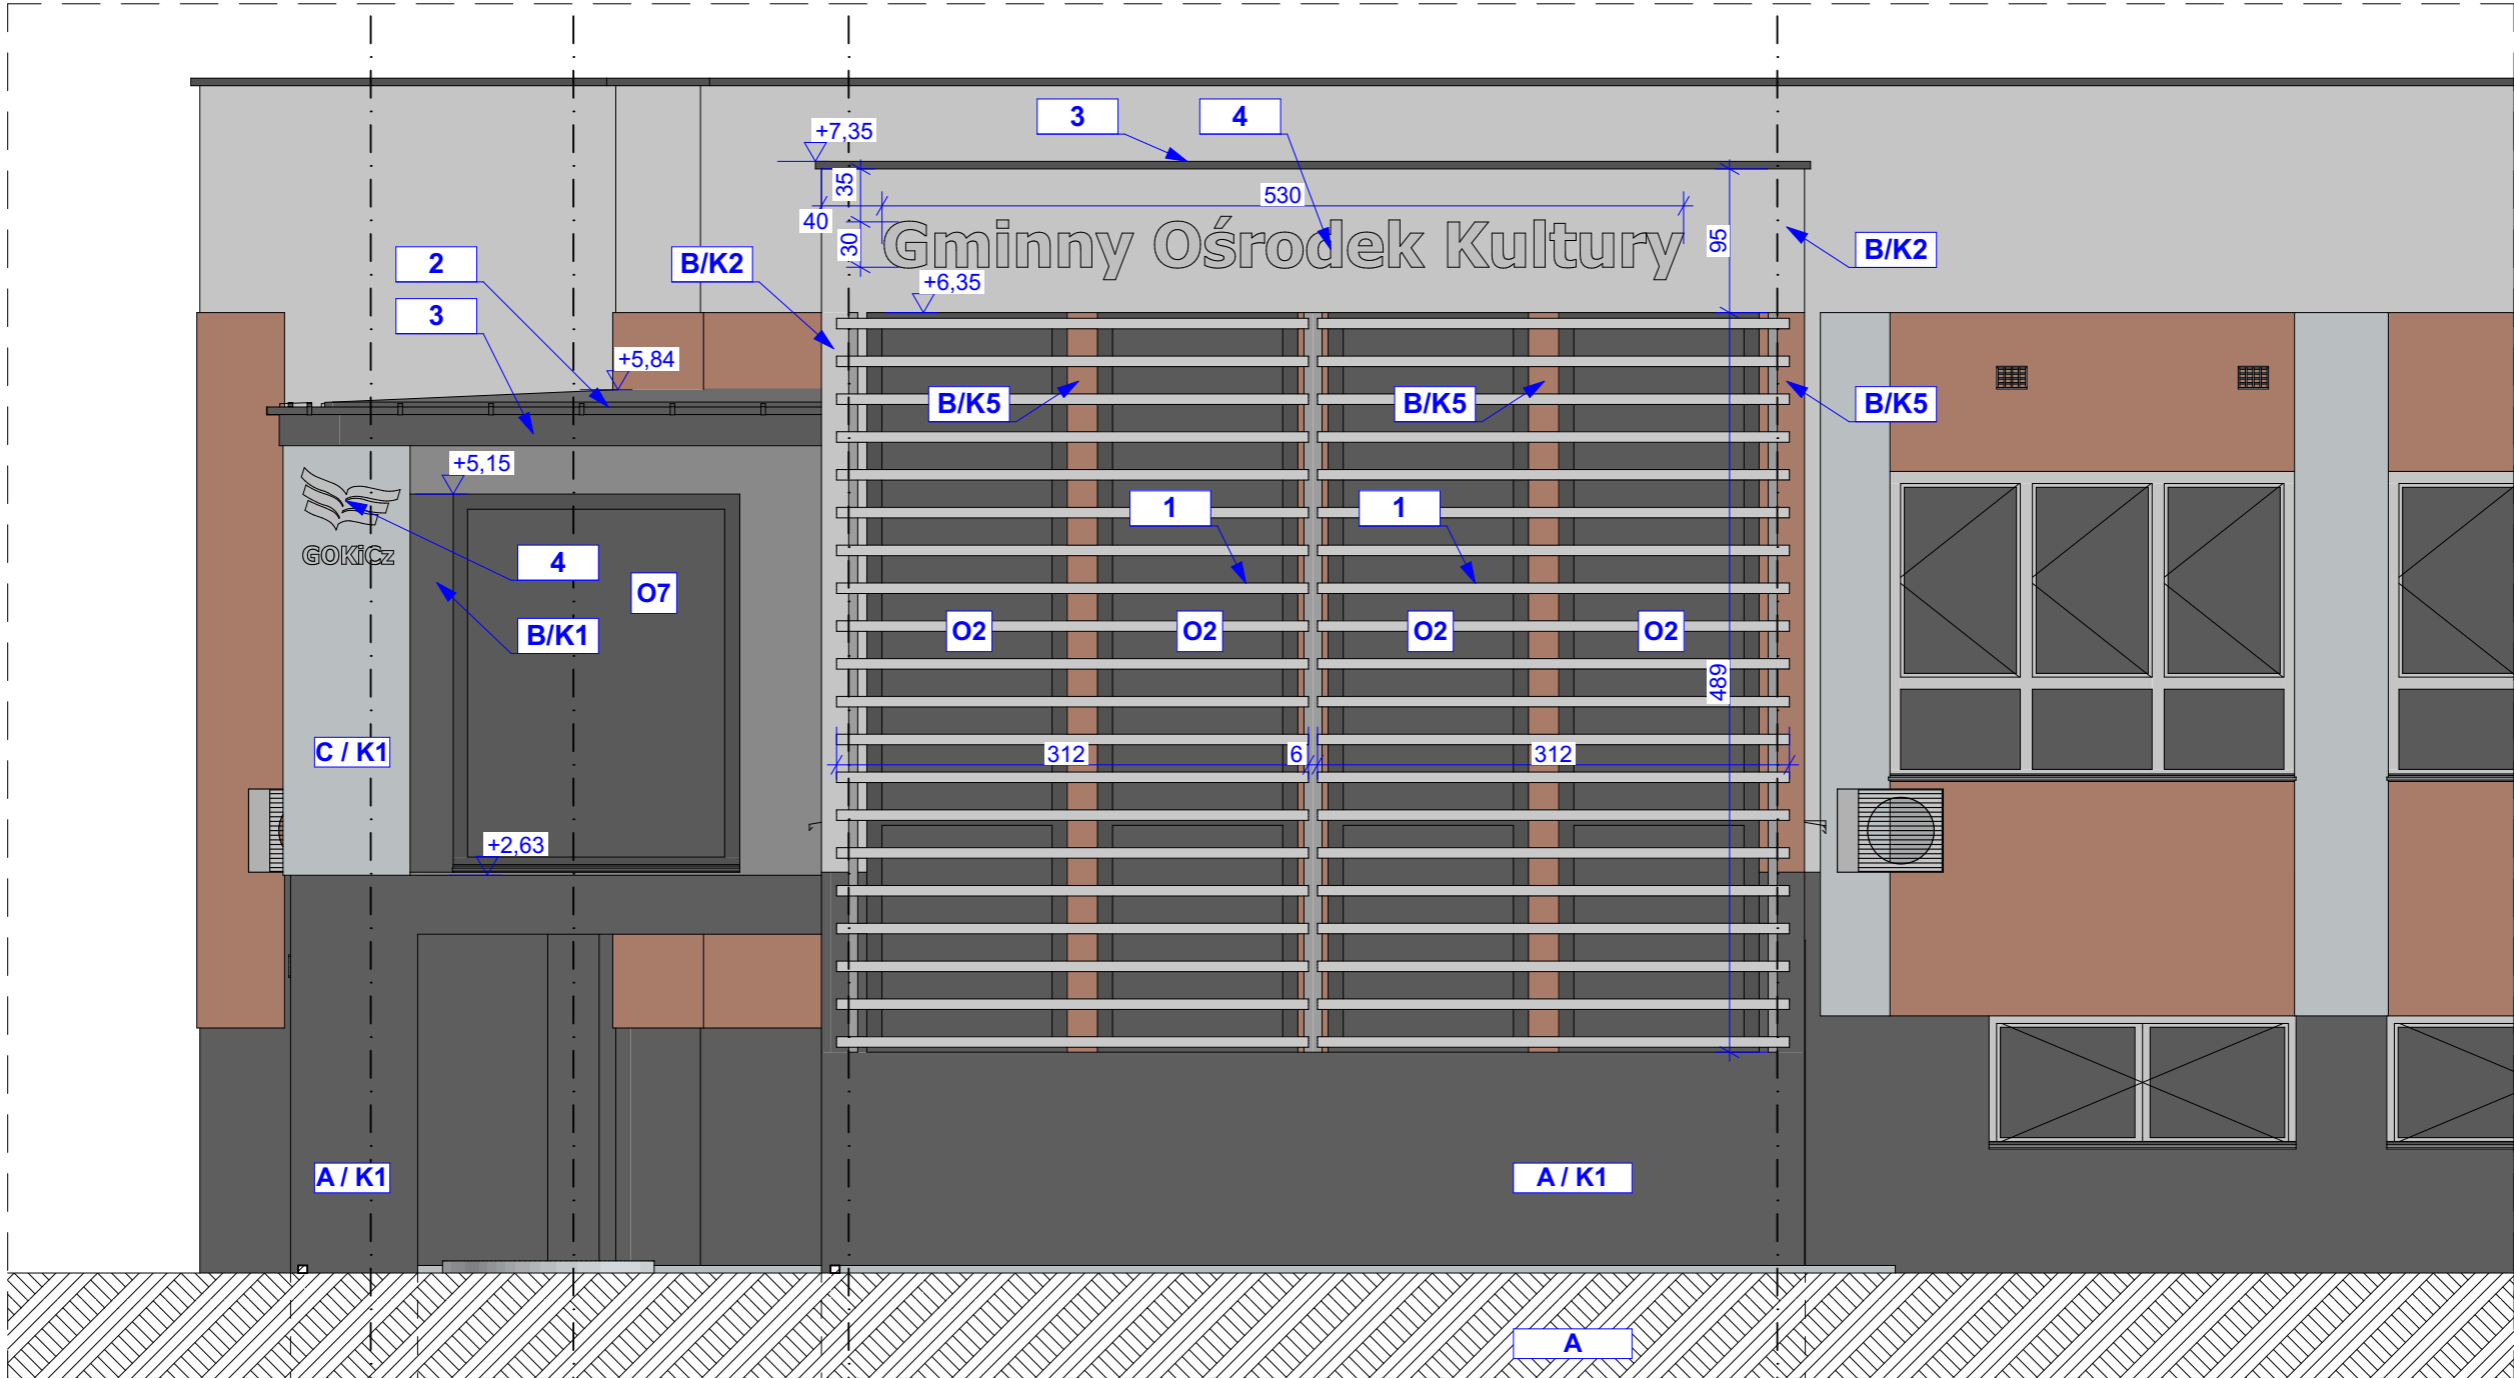 3
4
+7,35
35
530
40
30
Gminny Ośrodek Kultury
95
2
B/K2
B/K2
+6,35
3
+5,84
B/K5
B/K5
B/K5
+5,15
1
1
GOKiCz
4
O7
B/K1
O2
O2
O2
O2
489
C / K1
312
6
312
+2,63
A / K1
A / K1
A